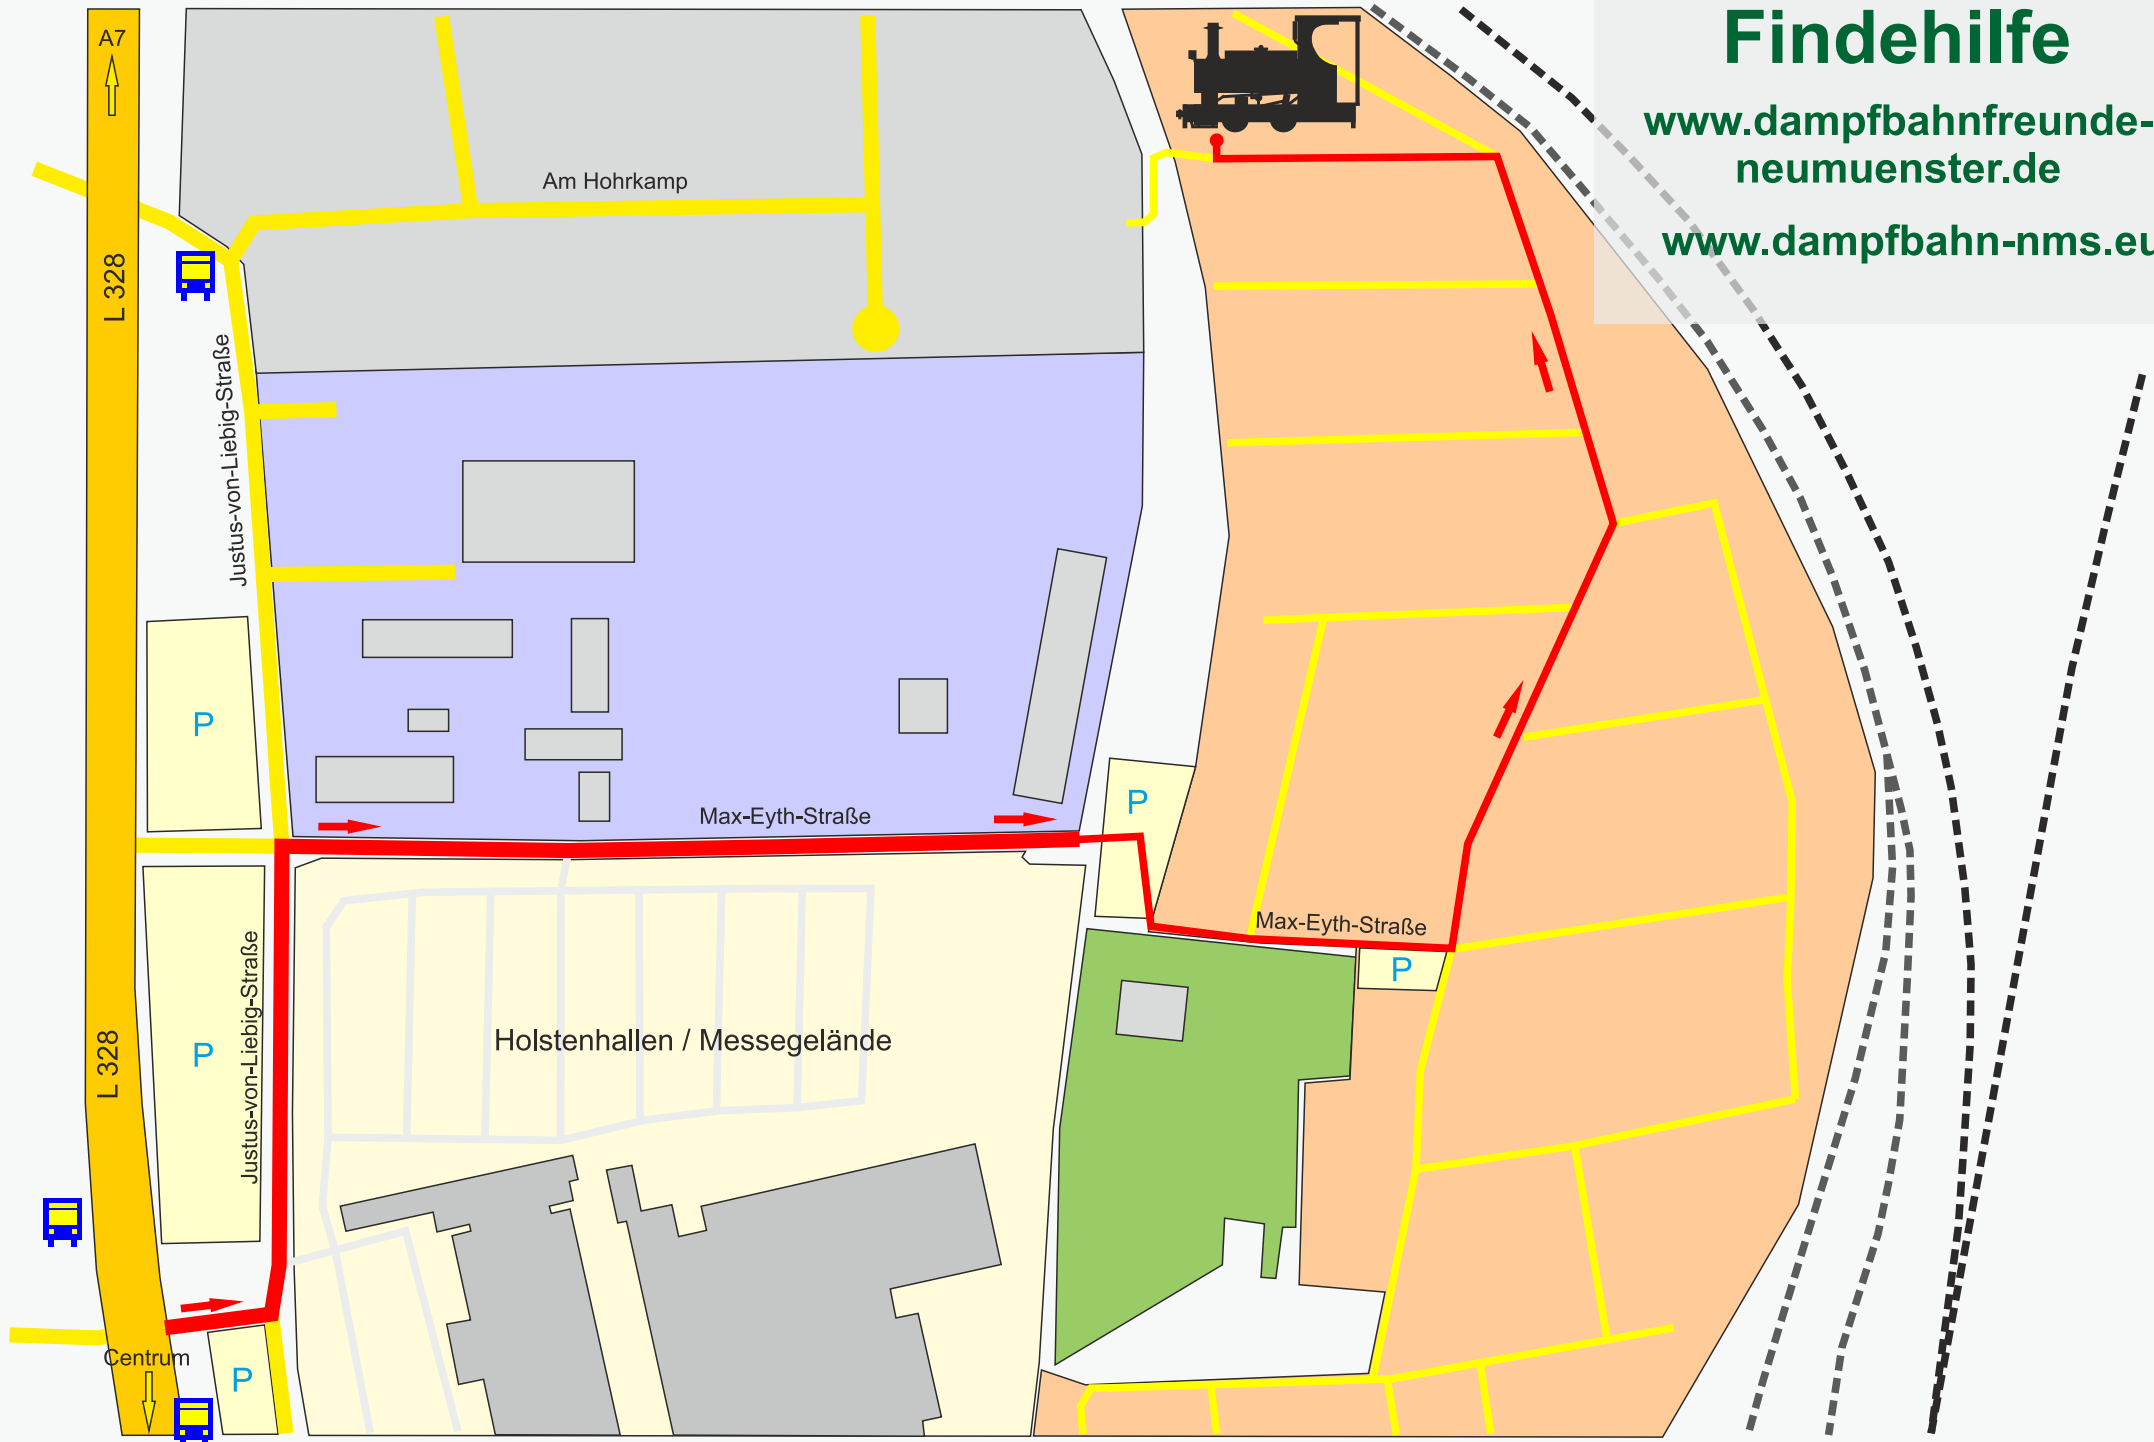 Findehilfe
www.dampfbahnfreunde-
neumuenster.de
www.dampfbahn-nms.eu
A7
L 328
Am Hohrkamp
Justus-von-Liebig-Straße
P
Max-Eyth-Straße
P
Max-Eyth-Straße
P
P
L 328
Justus-von-Liebig-Straße
Holstenhallen / Messegelände
Centrum
P